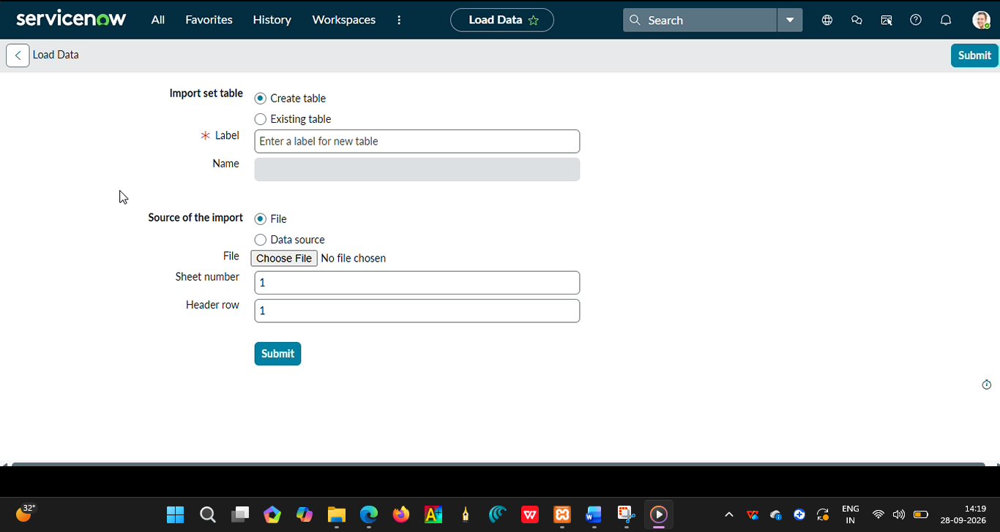 servicenow All Favorites History Workspaces Load Data Search
Load Data Submit
Import set table Create table
Existing table
* Label Enter a label for new table
Name
Source of the import File
Data source
File Choose File No file chosen
Sheet number 1
Header row 1
Submit
32°
ENG
IN
14:19
28-09-2026